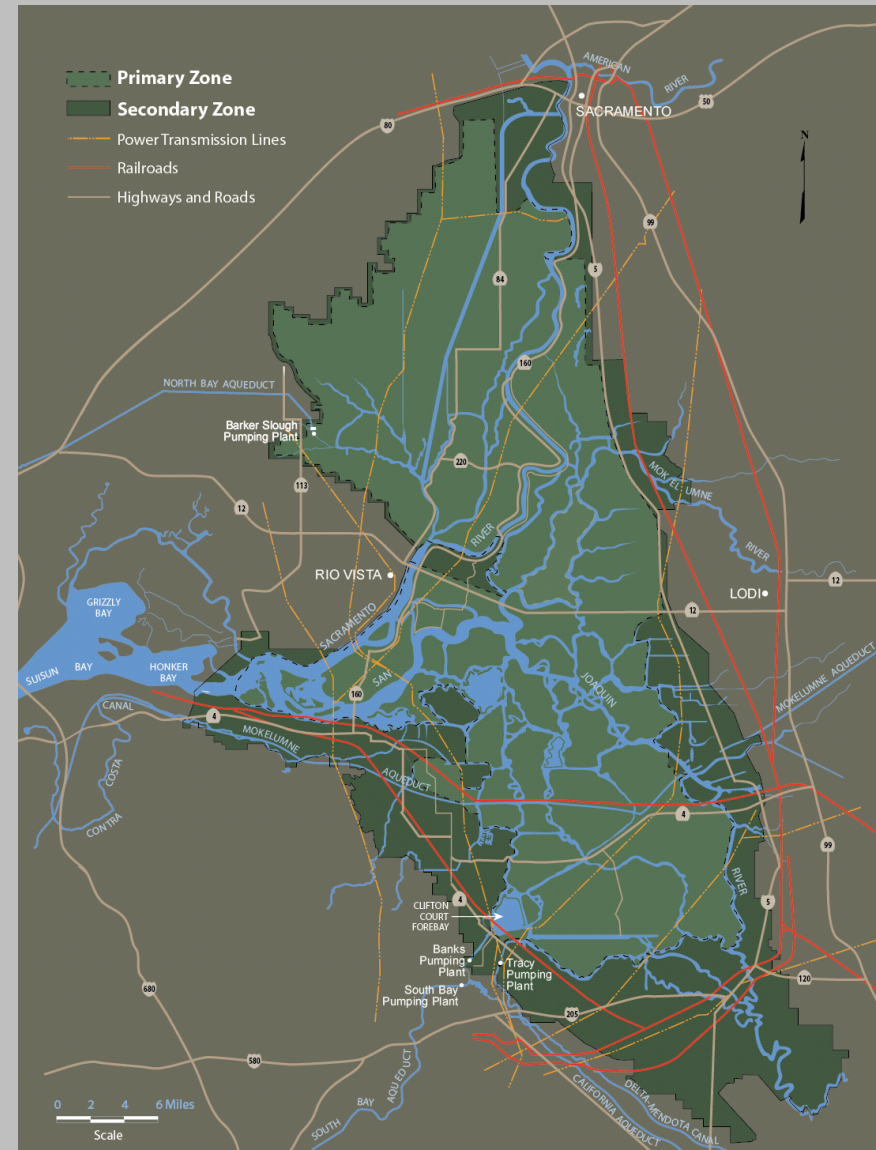 Primary Zone
Secondary Zone
Power Transmission Lines
Railroads
Highways and Roads
AMERICAN
RIVER
SACRAMENTO
50
80
N
99
5
84
160
NORTH BAY AQUEDUCT
Barker Slough
Pumping Plant
220
113
MOKELUMNE
RIVER
12
RIVER
RIO VISTA
12
LODI
12
GRIZZLY
BAY
SACRAMENTO
SUISUN BAY
HONKER
BAY
SAN
JOAQUIN
MOKELUMNE AQUEDUCT
160
CANAL
4
MOKELUMNE
AQUEDUCT
COSTA
CONTRA
4
99
RIVER
4
5
CLIFTON
COURT
FOREBAY
Banks
Pumping
Plant
Tracy
Pumping
Plant
South Bay
Pumping Plant
120
680
205
580
SOUTH BAY AQUEDUCT
CALIFORNIA AQUEDUCT
DELTA-MENDOTA CANAL
0 2 4 6 Miles
Scale